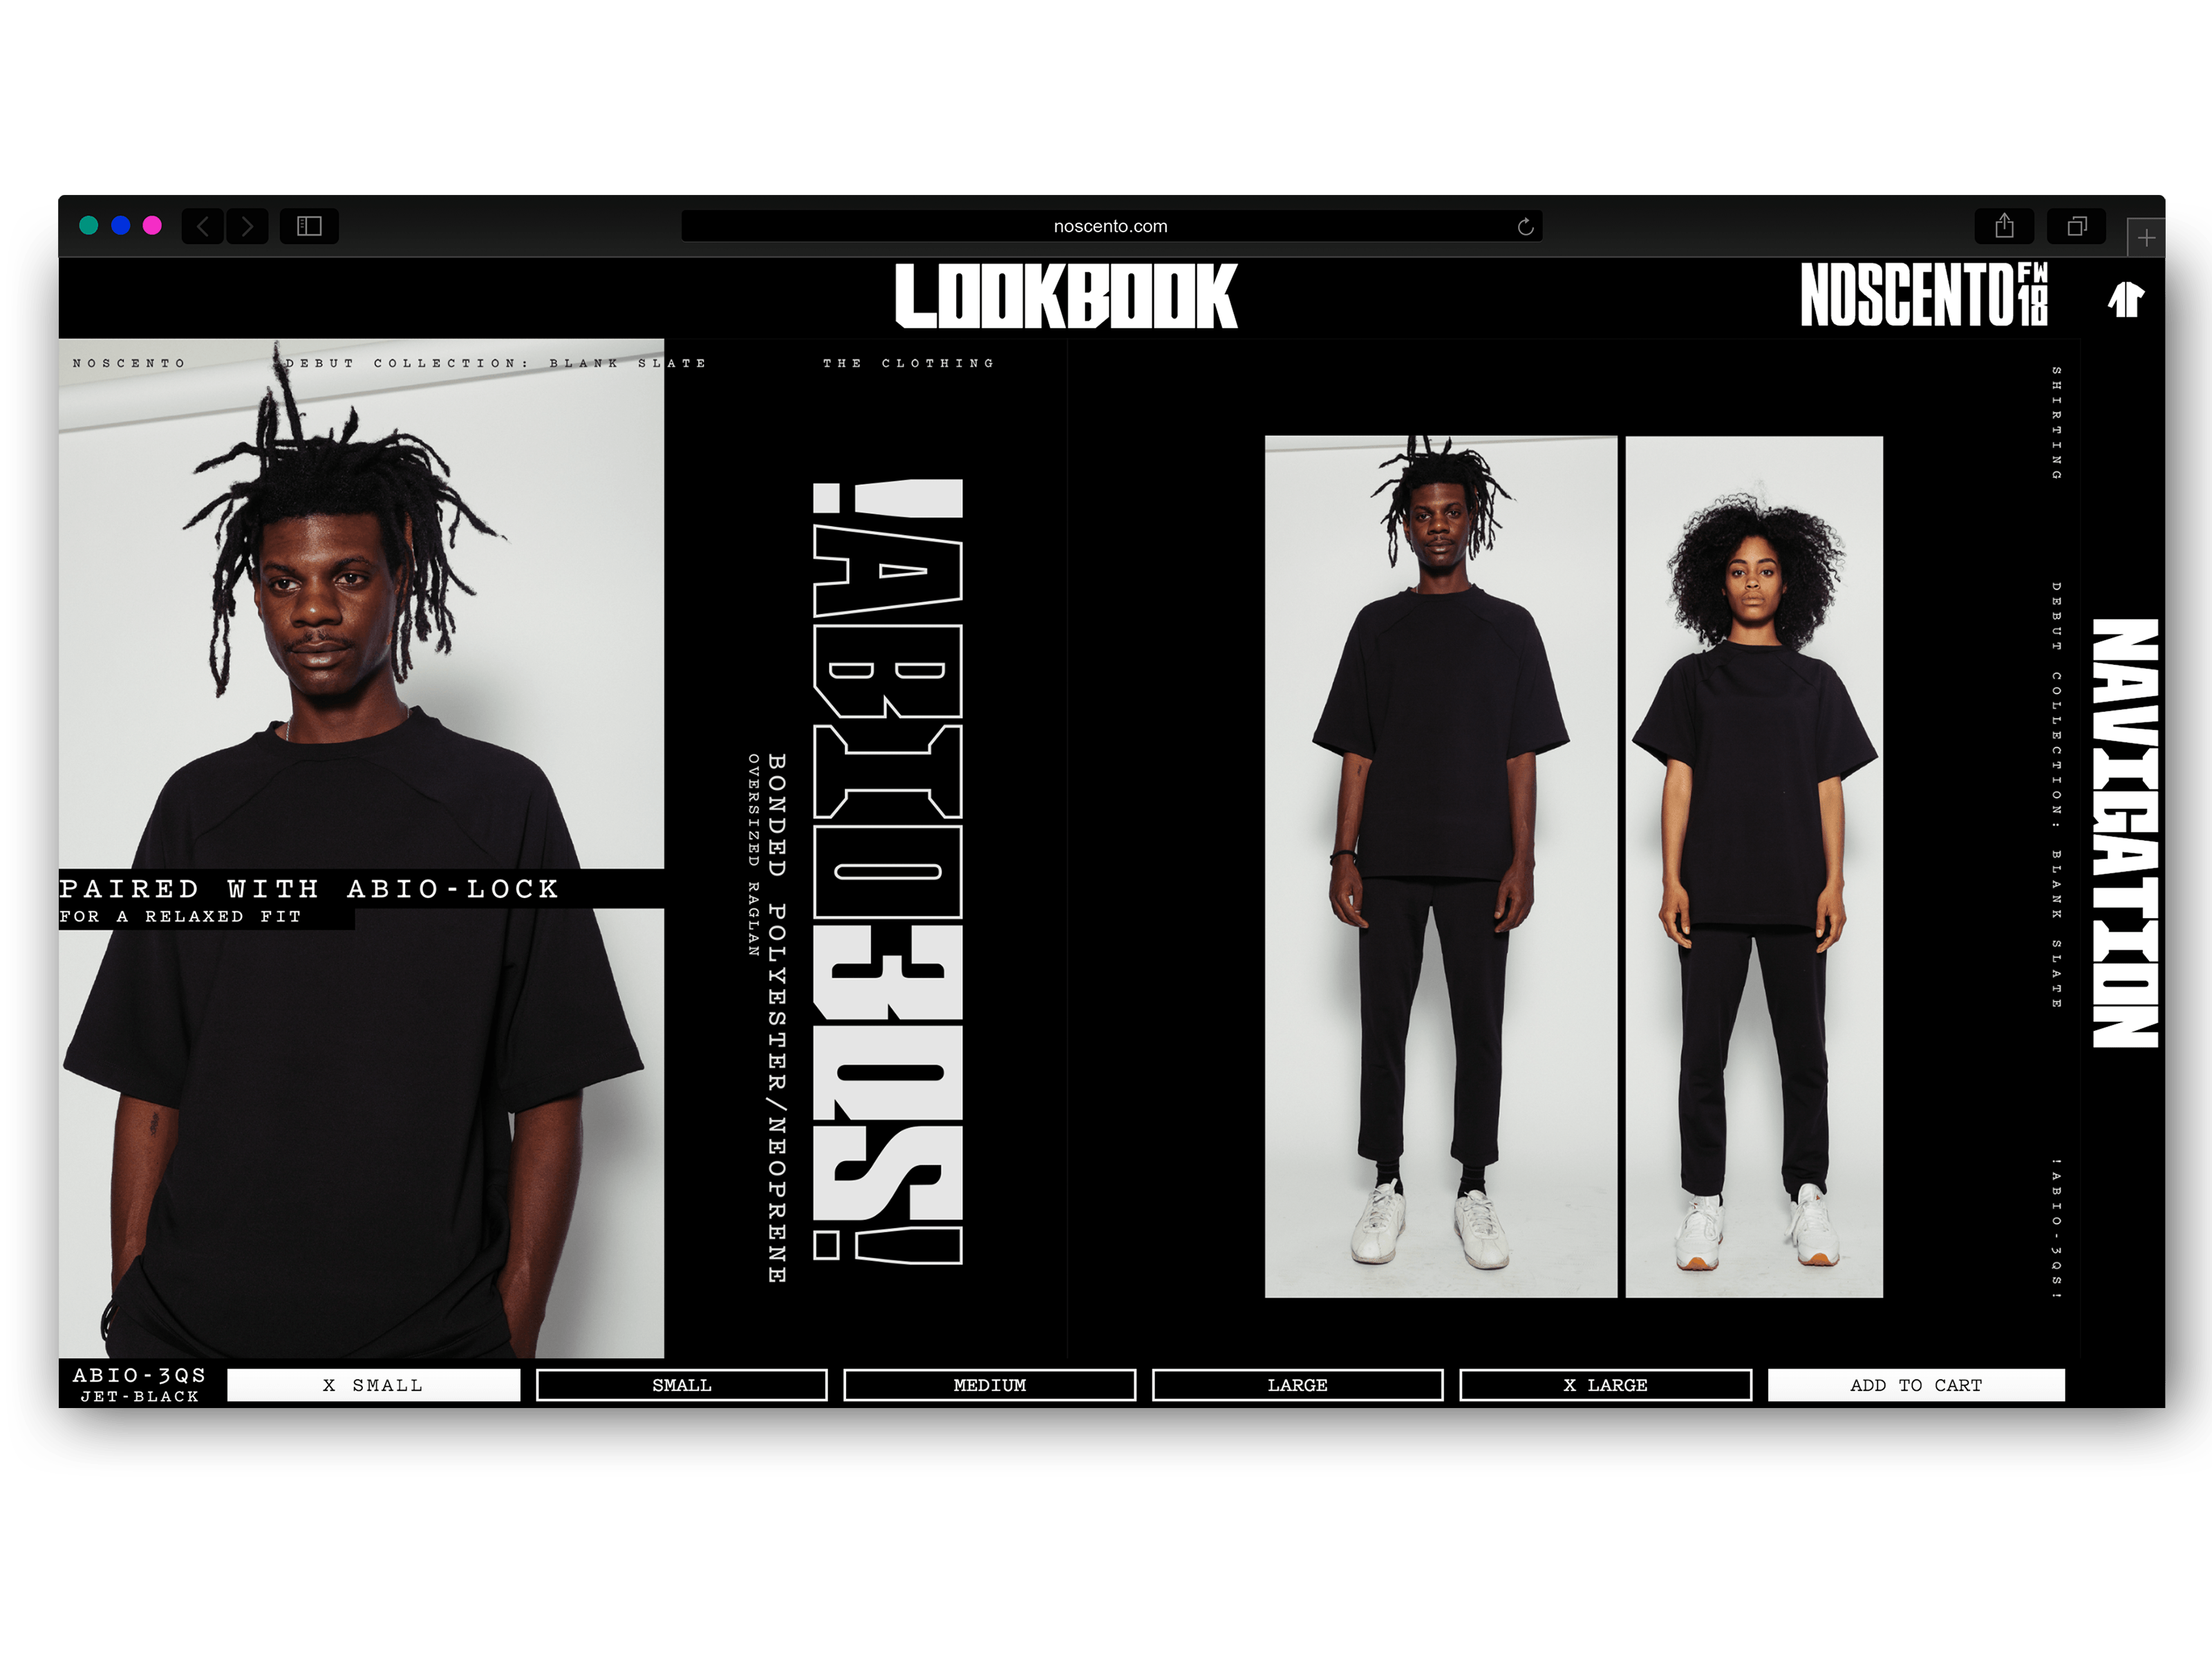 noscento.com
LOOKBOOK
NOSCENTO FW 18
NOSCENTO
DEBUT COLLECTION: BLANK SLATE
THE CLOTHING
!ABIO3QS!
BONDED POLYESTER/NEOPRENE
OVERSIZED RAGLAN
PAIRED WITH ABIO-LOCK
FOR A RELAXED FIT
SHIRTING
DEBUT COLLECTION: BLANK SLATE
!ABIO-3QS!
NAVIGATION
ABIO-3QS
JET-BLACK
X SMALL
SMALL
MEDIUM
LARGE
X LARGE
ADD TO CART